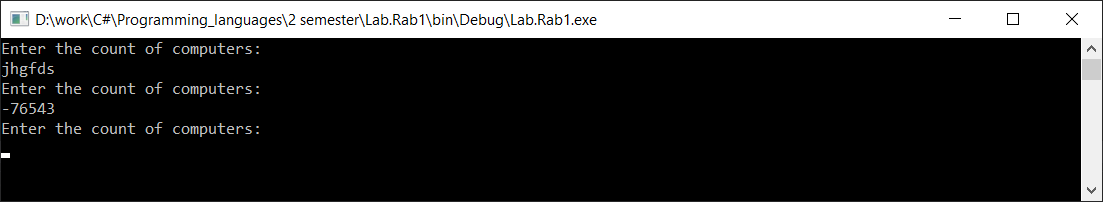 D:\work\C#\Programming_languages\2 semester\Lab.Rab1\bin\Debug\Lab.Rab1.exe
Enter the count of computers:
jhgfds
Enter the count of computers:
-76543
Enter the count of computers: